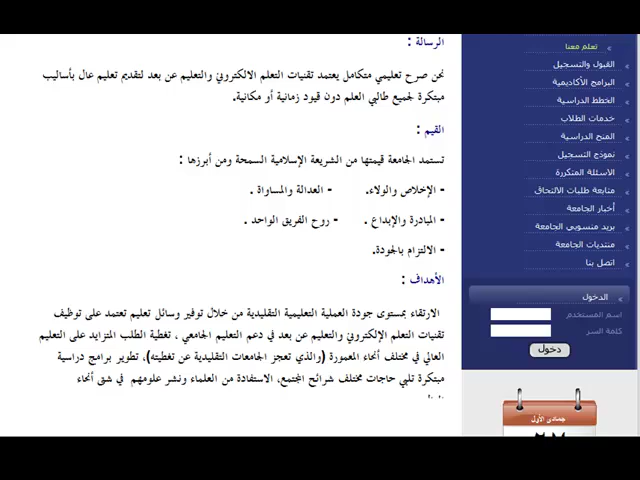 الرسالة :
نحن صرح تعليمي متكامل يعتمد تقنيات التعلم الالكتروني والتعليم عن بعد لتقديم تعليم عال بأساليب
مبتكرة لجميع طالبي العلم دون قيود زمانية أو مكانية.
القيم :
تستمد الجامعة قيمتها من الشريعة الإسلامية السمحة ومن أبرزها :
- الإخلاص والولاء. - العدالة والمساواة .
- المبادرة والإبداع . - روح الفريق الواحد .
- الالتزام بالجودة.
الأهداف :
الارتقاء بمستوى جودة العملية التعليمية التقليدية من خلال توفير وسائل تعليم تعتمد على توظيف
تقنيات التعلم الإلكتروني والتعليم عن بعد في دعم التعليم الجامعي ، تغطية الطلب المتزايد على التعليم
العالي في مختلف أنحاء المعمورة (والذي تعجز الجامعات التقليدية عن تغطيته)، تطوير برامج دراسية
مبتكرة تلبي حاجات مختلف شرائح المجتمع، الاستفادة من العلماء ونشر علومهم في شتى أنحاء
تعلم معنا
القبول والتسجيل
البرامج الأكاديمية
الخطط الدراسية
خدمات الطلاب
المنح الدراسية
نموذج التسجيل
الاسئلة المتكررة
متابعة طلبات الالتحاق
أخبار الجامعة
بريد منسوبي الجامعة
منتديات الجامعة
اتصل بنا
الدخول
اسم المستخدم
كلمة السر
دخول
جمادى الأول